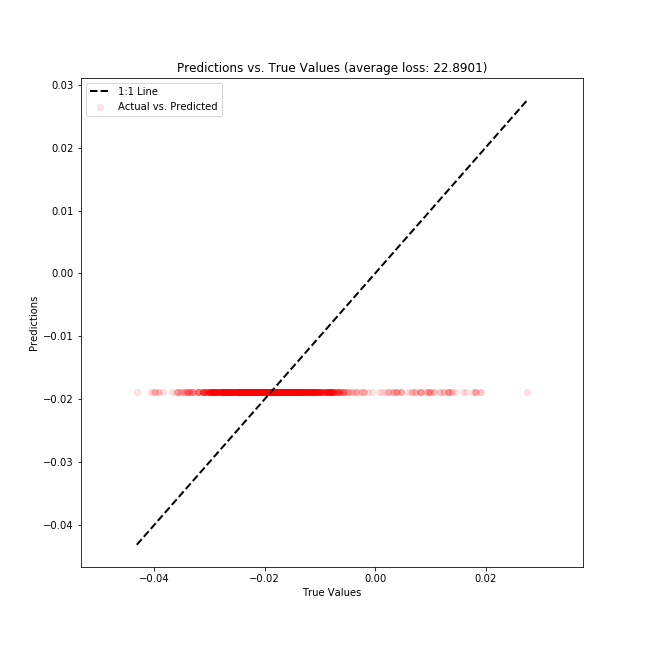 Predictions vs. True Values (average loss: 22.8901)
1:1 Line
Actual vs. Predicted
0.03
0.02
0.01
0.00
−0.01
−0.02
−0.03
−0.04
Predictions
−0.04
−0.02
0.00
0.02
True Values